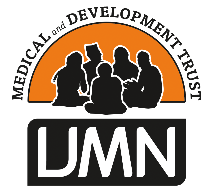 MEDICAL and DEVELOPMENT TRUST
UMN